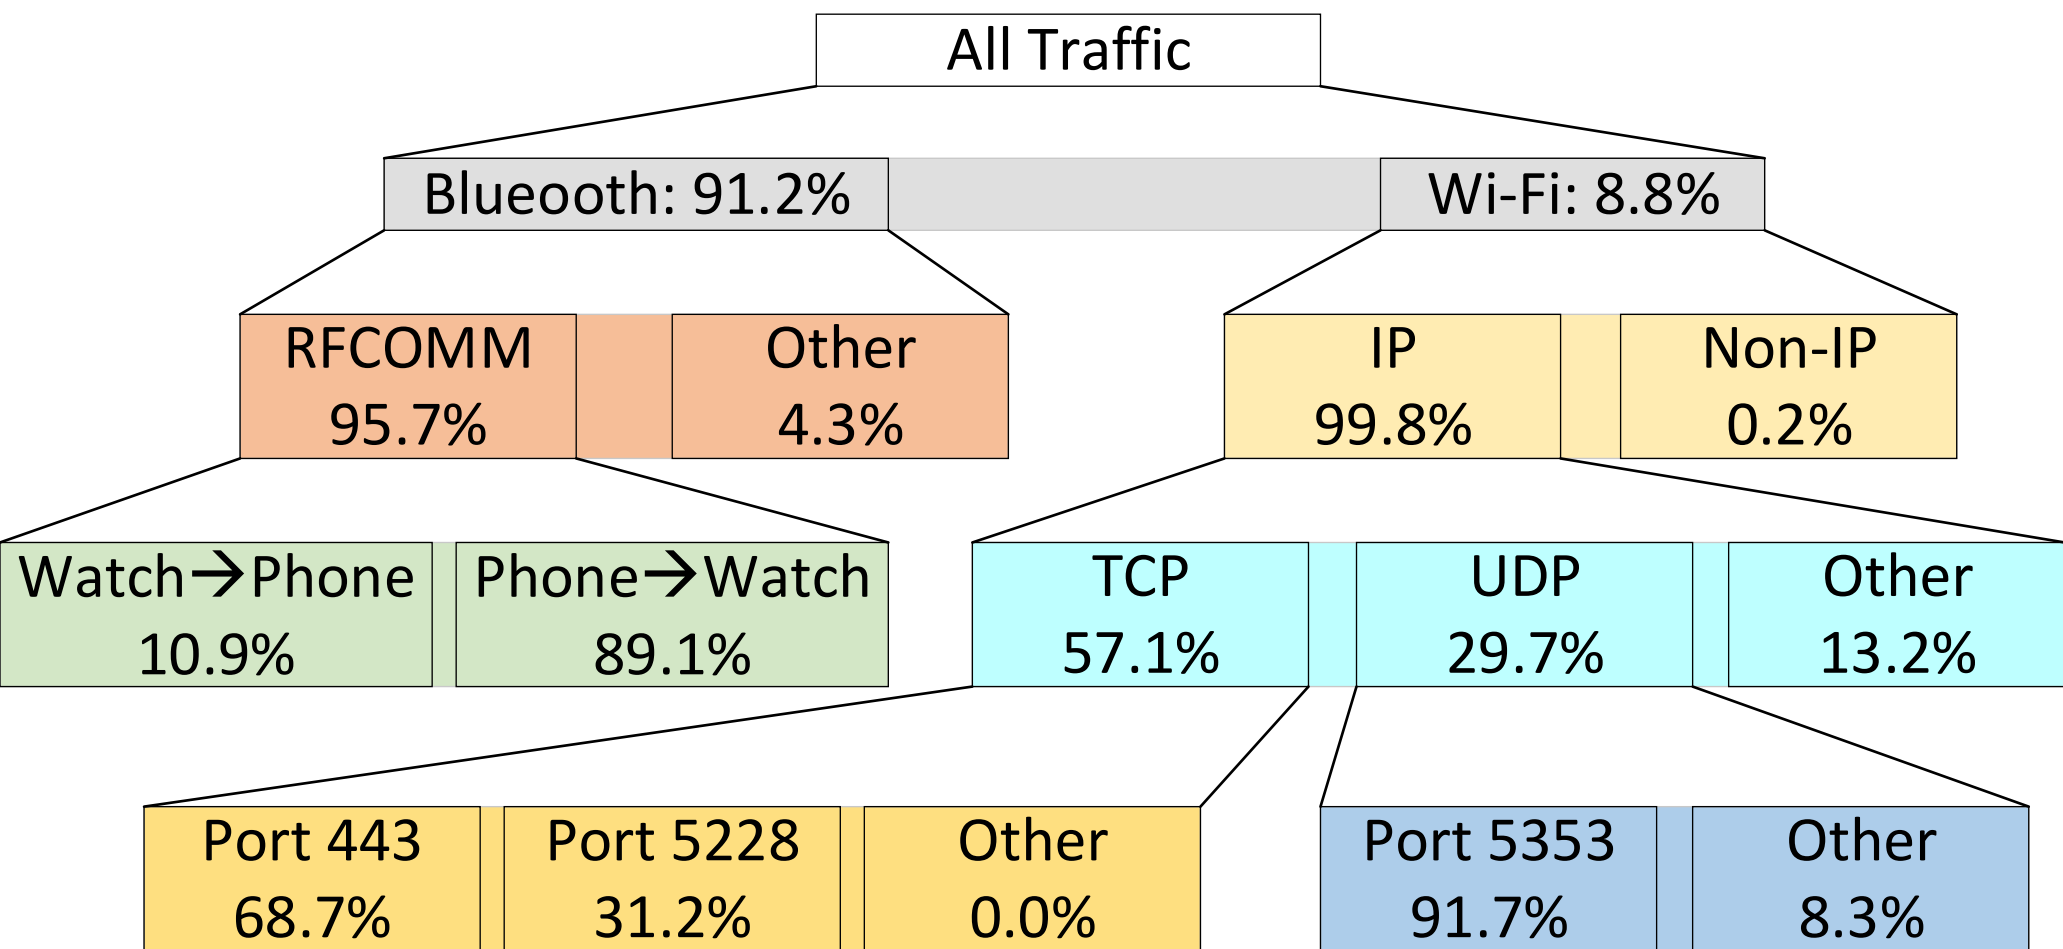 All Traffic
Blueooth: 91.2%
Wi-Fi: 8.8%
RFCOMM
95.7%
Other
4.3%
IP
99.8%
Non-IP
0.2%
Watch→Phone
10.9%
Phone→Watch
89.1%
TCP
57.1%
UDP
29.7%
Other
13.2%
Port 443
68.7%
Port 5228
31.2%
Other
0.0%
Port 5353
91.7%
Other
8.3%